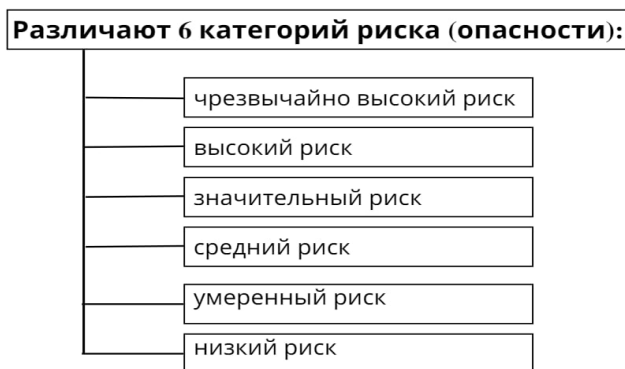 Различают 6 категорий риска (опасности):
чрезвычайно высокий риск
высокий риск
значительный риск
средний риск
умеренный риск
низкий риск